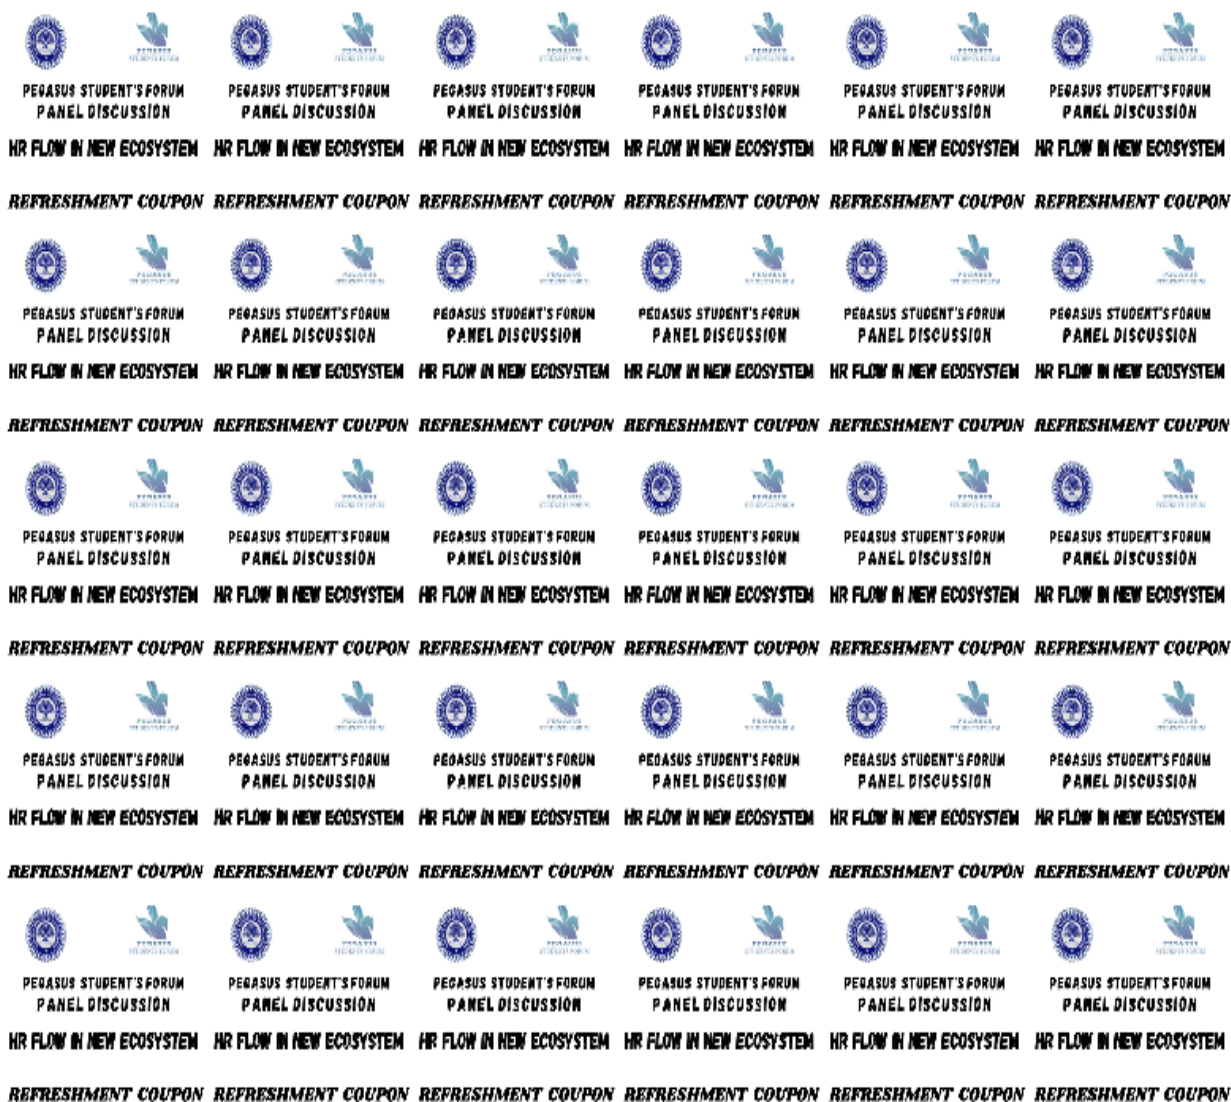 PEGASUS STUDENT'S FORUM PEGASUS STUDENT'S FORUM PEGASUS STUDENT'S FORUM PEGASUS STUDENT'S FORUM PEGASUS STUDENT'S FORUM PEGASUS STUDENT'S FORUM
PANEL DISCUSSION PANEL DISCUSSION PANEL DISCUSSION PANEL DISCUSSION PANEL DISCUSSION PANEL DISCUSSION
HR FLOW IN NEW ECOSYSTEM HR FLOW IN NEW ECOSYSTEM HR FLOW IN NEW ECOSYSTEM HR FLOW IN NEW ECOSYSTEM HR FLOW IN NEW ECOSYSTEM HR FLOW IN NEW ECOSYSTEM
REFRESHMENT COUPON REFRESHMENT COUPON REFRESHMENT COUPON REFRESHMENT COUPON REFRESHMENT COUPON REFRESHMENT COUPON
PEGASUS STUDENT'S FORUM PEGASUS STUDENT'S FORUM PEGASUS STUDENT'S FORUM PEGASUS STUDENT'S FORUM PEGASUS STUDENT'S FORUM PEGASUS STUDENT'S FORUM
PANEL DISCUSSION PANEL DISCUSSION PANEL DISCUSSION PANEL DISCUSSION PANEL DISCUSSION PANEL DISCUSSION
HR FLOW IN NEW ECOSYSTEM HR FLOW IN NEW ECOSYSTEM HR FLOW IN NEW ECOSYSTEM HR FLOW IN NEW ECOSYSTEM HR FLOW IN NEW ECOSYSTEM HR FLOW IN NEW ECOSYSTEM
REFRESHMENT COUPON REFRESHMENT COUPON REFRESHMENT COUPON REFRESHMENT COUPON REFRESHMENT COUPON REFRESHMENT COUPON
PEGASUS STUDENT'S FORUM PEGASUS STUDENT'S FORUM PEGASUS STUDENT'S FORUM PEGASUS STUDENT'S FORUM PEGASUS STUDENT'S FORUM PEGASUS STUDENT'S FORUM
PANEL DISCUSSION PANEL DISCUSSION PANEL DISCUSSION PANEL DISCUSSION PANEL DISCUSSION PANEL DISCUSSION
HR FLOW IN NEW ECOSYSTEM HR FLOW IN NEW ECOSYSTEM HR FLOW IN NEW ECOSYSTEM HR FLOW IN NEW ECOSYSTEM HR FLOW IN NEW ECOSYSTEM HR FLOW IN NEW ECOSYSTEM
REFRESHMENT COUPON REFRESHMENT COUPON REFRESHMENT COUPON REFRESHMENT COUPON REFRESHMENT COUPON REFRESHMENT COUPON
PEGASUS STUDENT'S FORUM PEGASUS STUDENT'S FORUM PEGASUS STUDENT'S FORUM PEGASUS STUDENT'S FORUM PEGASUS STUDENT'S FORUM PEGASUS STUDENT'S FORUM
PANEL DISCUSSION PANEL DISCUSSION PANEL DISCUSSION PANEL DISCUSSION PANEL DISCUSSION PANEL DISCUSSION
HR FLOW IN NEW ECOSYSTEM HR FLOW IN NEW ECOSYSTEM HR FLOW IN NEW ECOSYSTEM HR FLOW IN NEW ECOSYSTEM HR FLOW IN NEW ECOSYSTEM HR FLOW IN NEW ECOSYSTEM
REFRESHMENT COUPON REFRESHMENT COUPON REFRESHMENT COUPON REFRESHMENT COUPON REFRESHMENT COUPON REFRESHMENT COUPON
PEGASUS STUDENT'S FORUM PEGASUS STUDENT'S FORUM PEGASUS STUDENT'S FORUM PEGASUS STUDENT'S FORUM PEGASUS STUDENT'S FORUM PEGASUS STUDENT'S FORUM
PANEL DISCUSSION PANEL DISCUSSION PANEL DISCUSSION PANEL DISCUSSION PANEL DISCUSSION PANEL DISCUSSION
HR FLOW IN NEW ECOSYSTEM HR FLOW IN NEW ECOSYSTEM HR FLOW IN NEW ECOSYSTEM HR FLOW IN NEW ECOSYSTEM HR FLOW IN NEW ECOSYSTEM HR FLOW IN NEW ECOSYSTEM
REFRESHMENT COUPON REFRESHMENT COUPON REFRESHMENT COUPON REFRESHMENT COUPON REFRESHMENT COUPON REFRESHMENT COUPON